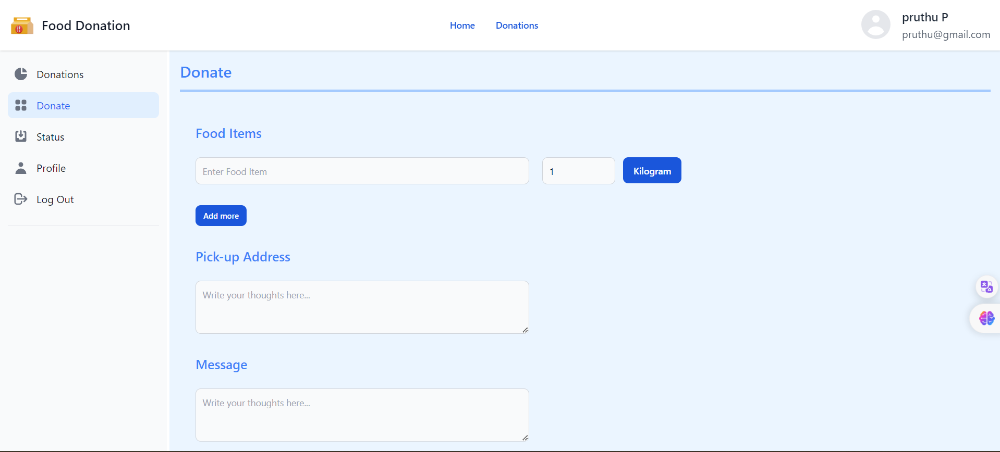 Food Donation
Home
Donations
pruthu P
pruthu@gmail.com
Donations
Donate
Status
Profile
Log Out
Donate
Food Items
Enter Food Item
1
Kilogram
Add more
Pick-up Address
Write your thoughts here...
Message
Write your thoughts here...